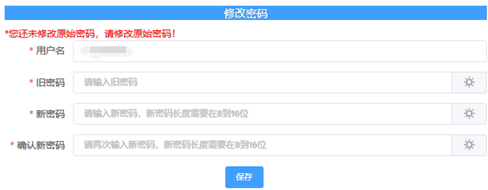 修改密码
*您还未修改原始密码，请修改原始密码！
* 用户名
* 旧密码 请输入旧密码
* 新密码 请输入新密码，新密码长度需要在8到16位
* 确认新密码 请再次输入新密码，新密码长度需要在8到16位
保存